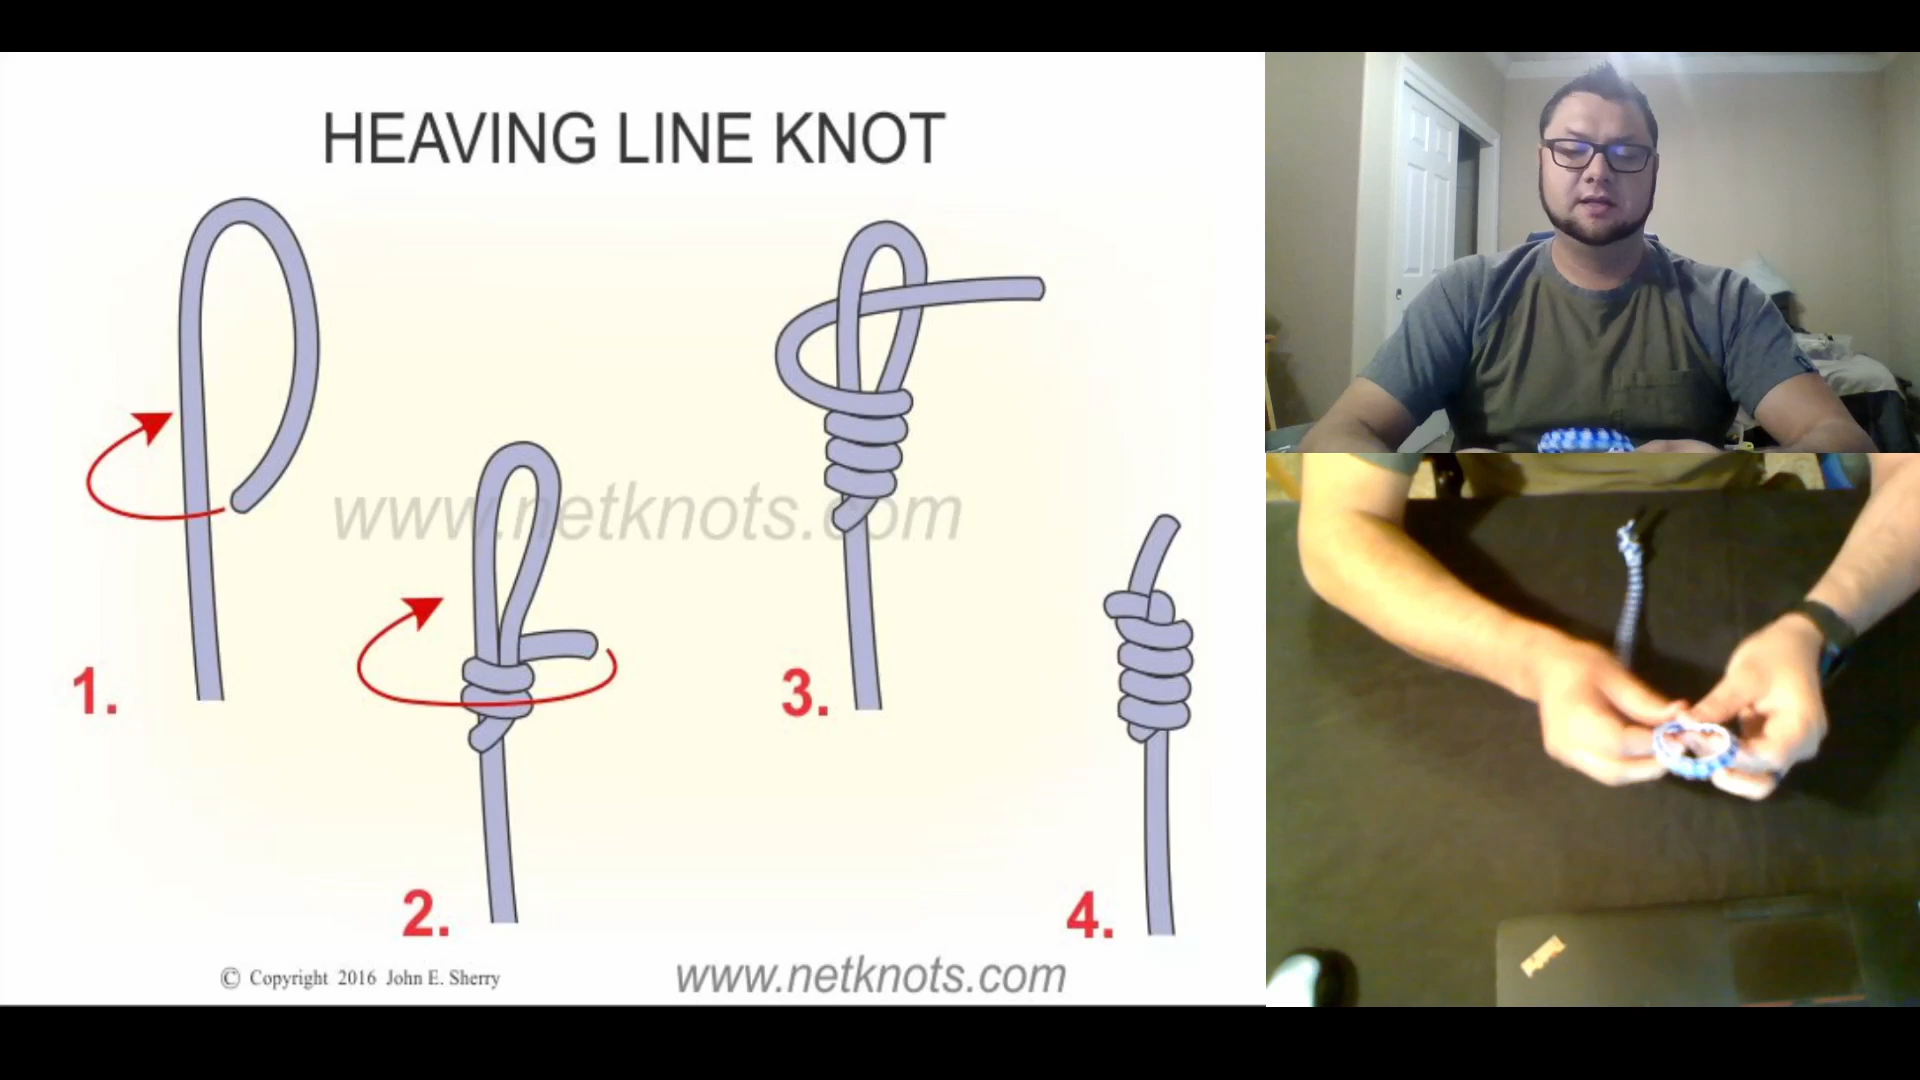 HEAVING LINE KNOT
www.netknots.com
1.
2.
3.
4.
© Copyright 2016 John E. Sherry
www.netknots.com